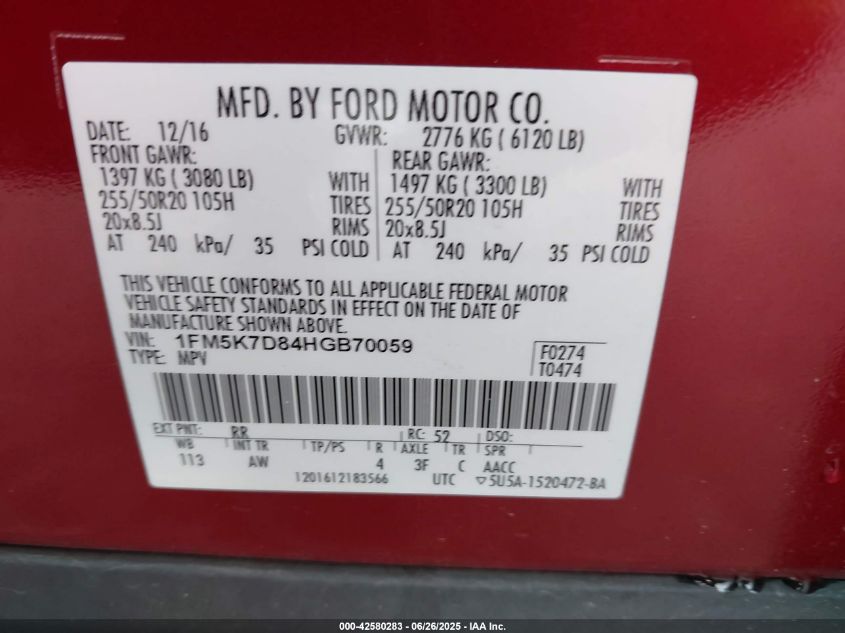 MFD. BY FORD MOTOR CO.
DATE: 12/16 GVWR: 2776 KG ( 6120 LB)
FRONT GAWR: REAR GAWR:
1397 KG ( 3080 LB) WITH 1497 KG ( 3300 LB) WITH
255/50R20 105H TIRES 255/50R20 105H TIRES
20x8.5J RIMS 20x8.5J RIMS
AT 240 kPa/ 35 PSI COLD AT 240 kPa/ 35 PSI COLD
THIS VEHICLE CONFORMS TO ALL APPLICABLE FEDERAL MOTOR
VEHICLE SAFETY STANDARDS IN EFFECT ON THE DATE OF
MANUFACTURE SHOWN ABOVE.
VIN: 1FM5K7D84HGB70059 F0274
TYPE: MPV T0474
EXT PNT: RR RC: 52 DSO:
WB INT TR TP/PS R AXLE TR SPR
113 AW 4 3F C AACC
1201612183566 UTC ▽5U5A-1520472-BA
000-42580283 - 06/26/2025 - IAA Inc.